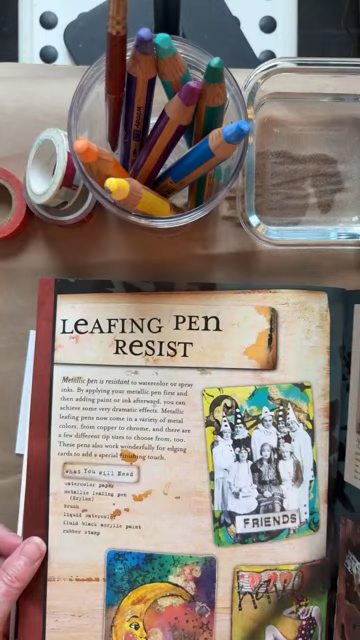 LEAFING PEN
RESIST
Metallic pen is resistant to watercolor or spray
inks. By applying your metallic pen first and
then adding paint or ink afterward, you can
achieve some very dramatic effects. Metallic
leafing pens now come in a variety of metal
colors, from copper to chrome, and there are
a few different tip sizes to choose from, too.
These pens also work wonderfully for edging
cards to add a special finishing touch.
what You will Need
watercolor paper
metallic leafing pen
(Krylon)
brush
liquid watercolor
fluid black acrylic paint
rubber stamp
FRIENDS